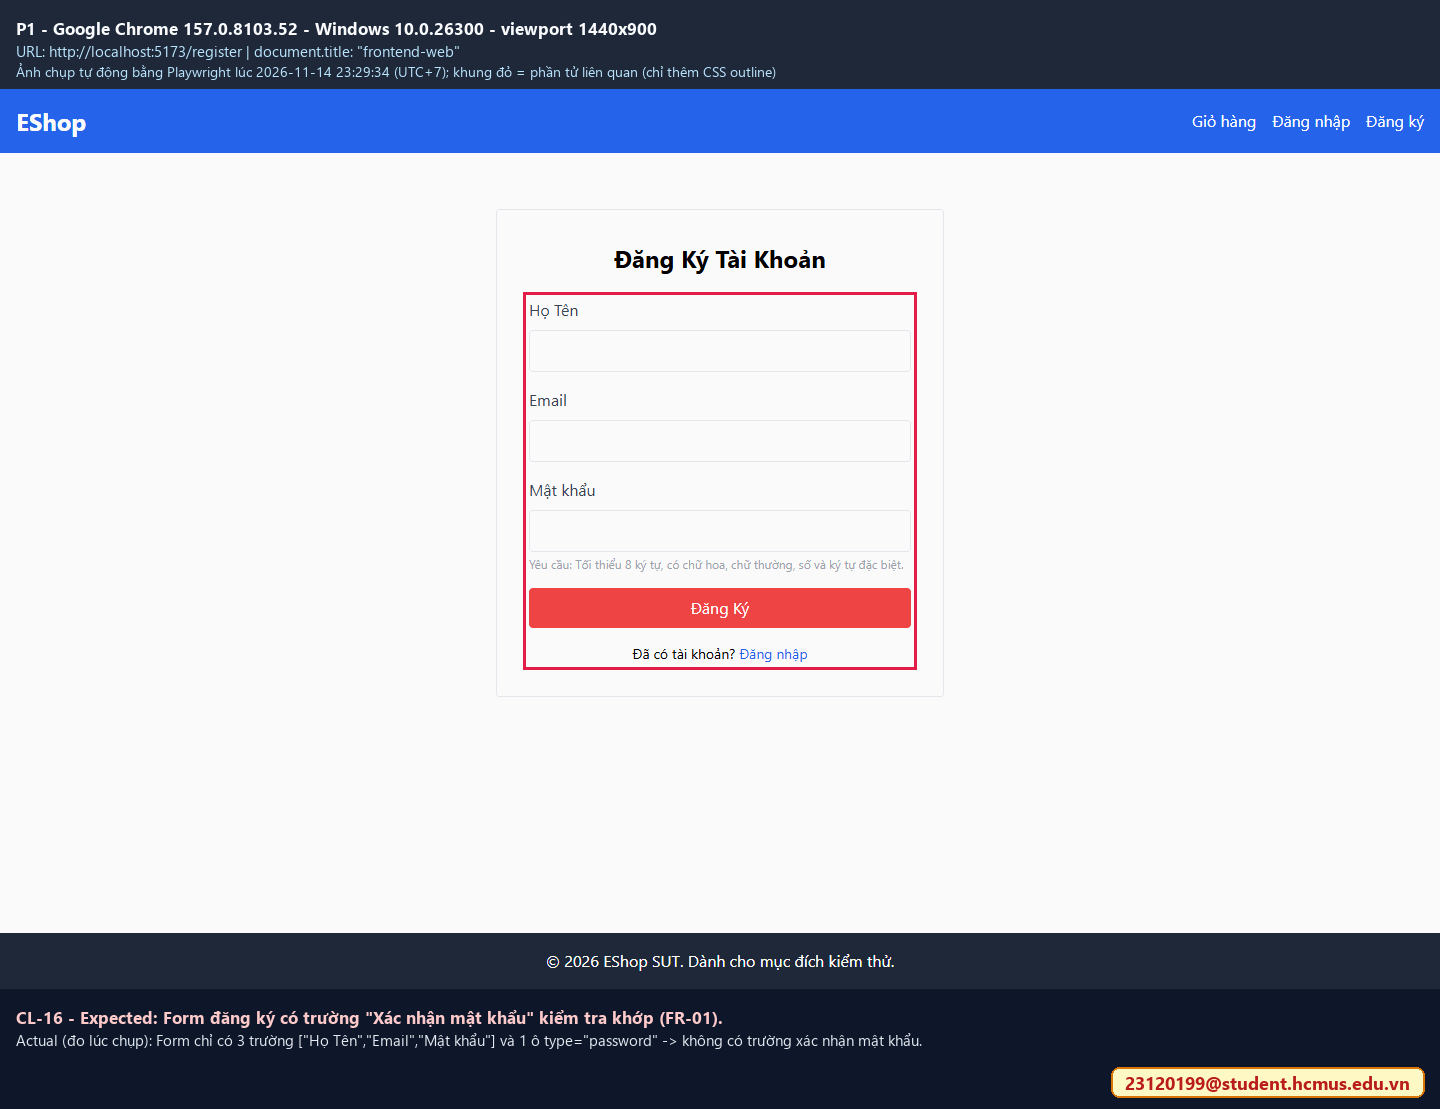 P1 - Google Chrome 157.0.8103.52 - Windows 10.0.26300 - viewport 1440x900
URL: http://localhost:5173/register | document.title: "frontend-web"
Ảnh chụp tự động bằng Playwright lúc 2026-11-14 23:29:34 (UTC+7); khung đỏ = phần tử liên quan (chỉ thêm CSS outline)
EShop
Giỏ hàng Đăng nhập Đăng ký
Đăng Ký Tài Khoản
Họ Tên
Email
Mật khẩu
Yêu cầu: Tối thiểu 8 ký tự, có chữ hoa, chữ thường, số và ký tự đặc biệt.
Đăng Ký
Đã có tài khoản? Đăng nhập
© 2026 EShop SUT. Dành cho mục đích kiểm thử.
CL-16 - Expected: Form đăng ký có trường "Xác nhận mật khẩu" kiểm tra khớp (FR-01).
Actual (đo lúc chụp): Form chỉ có 3 trường ["Họ Tên","Email","Mật khẩu"] và 1 ô type="password" -> không có trường xác nhận mật khẩu.
23120199@student.hcmus.edu.vn